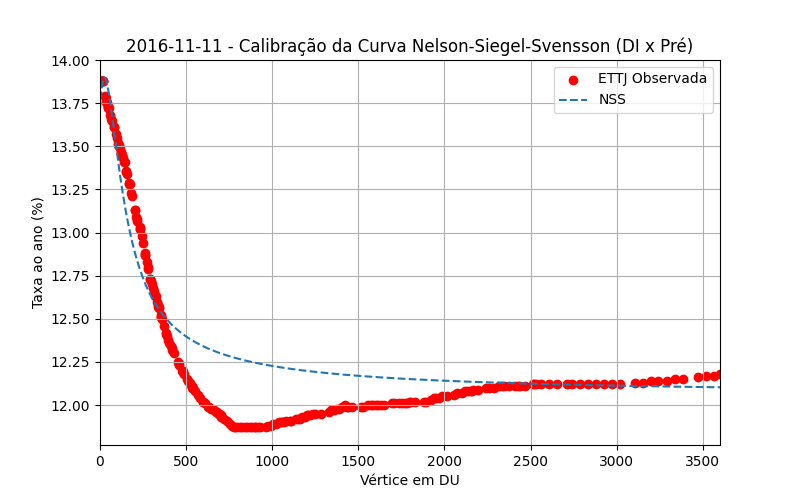 2016-11-11 - Calibração da Curva Nelson-Siegel-Svensson (DI x Pré)
14.00
13.75
13.50
13.25
13.00
12.75
12.50
12.25
12.00
Taxa ao ano (%)
ETTJ Observada
NSS
0 500 1000 1500 2000 2500 3000 3500
Vértice em DU